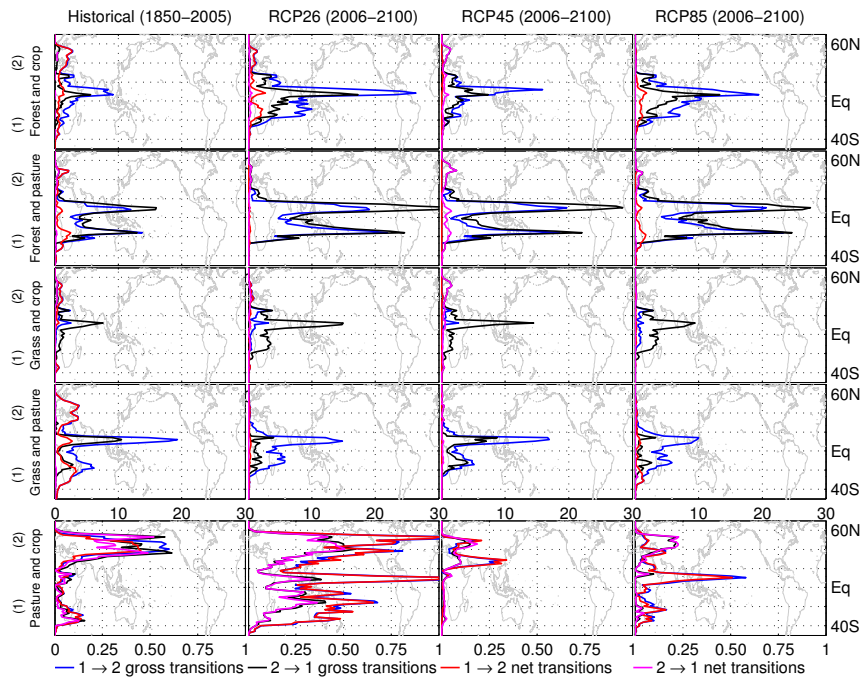 Historical (1850−2005) RCP26 (2006−2100) RCP45 (2006−2100) RCP85 (2006−2100)
(1) (2)
Forest and crop
60N
Eq
40S
(1) (2)
Forest and pasture
60N
Eq
40S
(1) (2)
Grass and crop
60N
Eq
40S
(1) (2)
Grass and pasture
60N
Eq
40S
0 10 20 30 10 20 30 10 20 30 10 20 30
(1) (2)
Pasture and crop
60N
Eq
40S
0 0.25 0.50 0.75 1 0.25 0.50 0.75 1 0.25 0.50 0.75 1 0.25 0.50 0.75 1
1 → 2 gross transitions 2 → 1 gross transitions 1 → 2 net transitions 2 → 1 net transitions